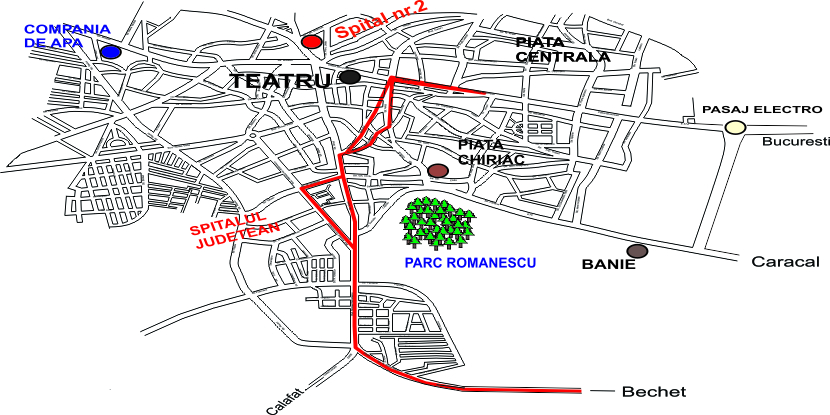 COMPANIA
DE APA
Spital nr.2
PIATA
CENTRALA
TEATRU
PASAJ ELECTRO
Bucuresti
PIATA
CHIRIAC
SPITALUL
JUDETEAN
PARC ROMANESCU
BANIE
Caracal
Bechet
Calafat